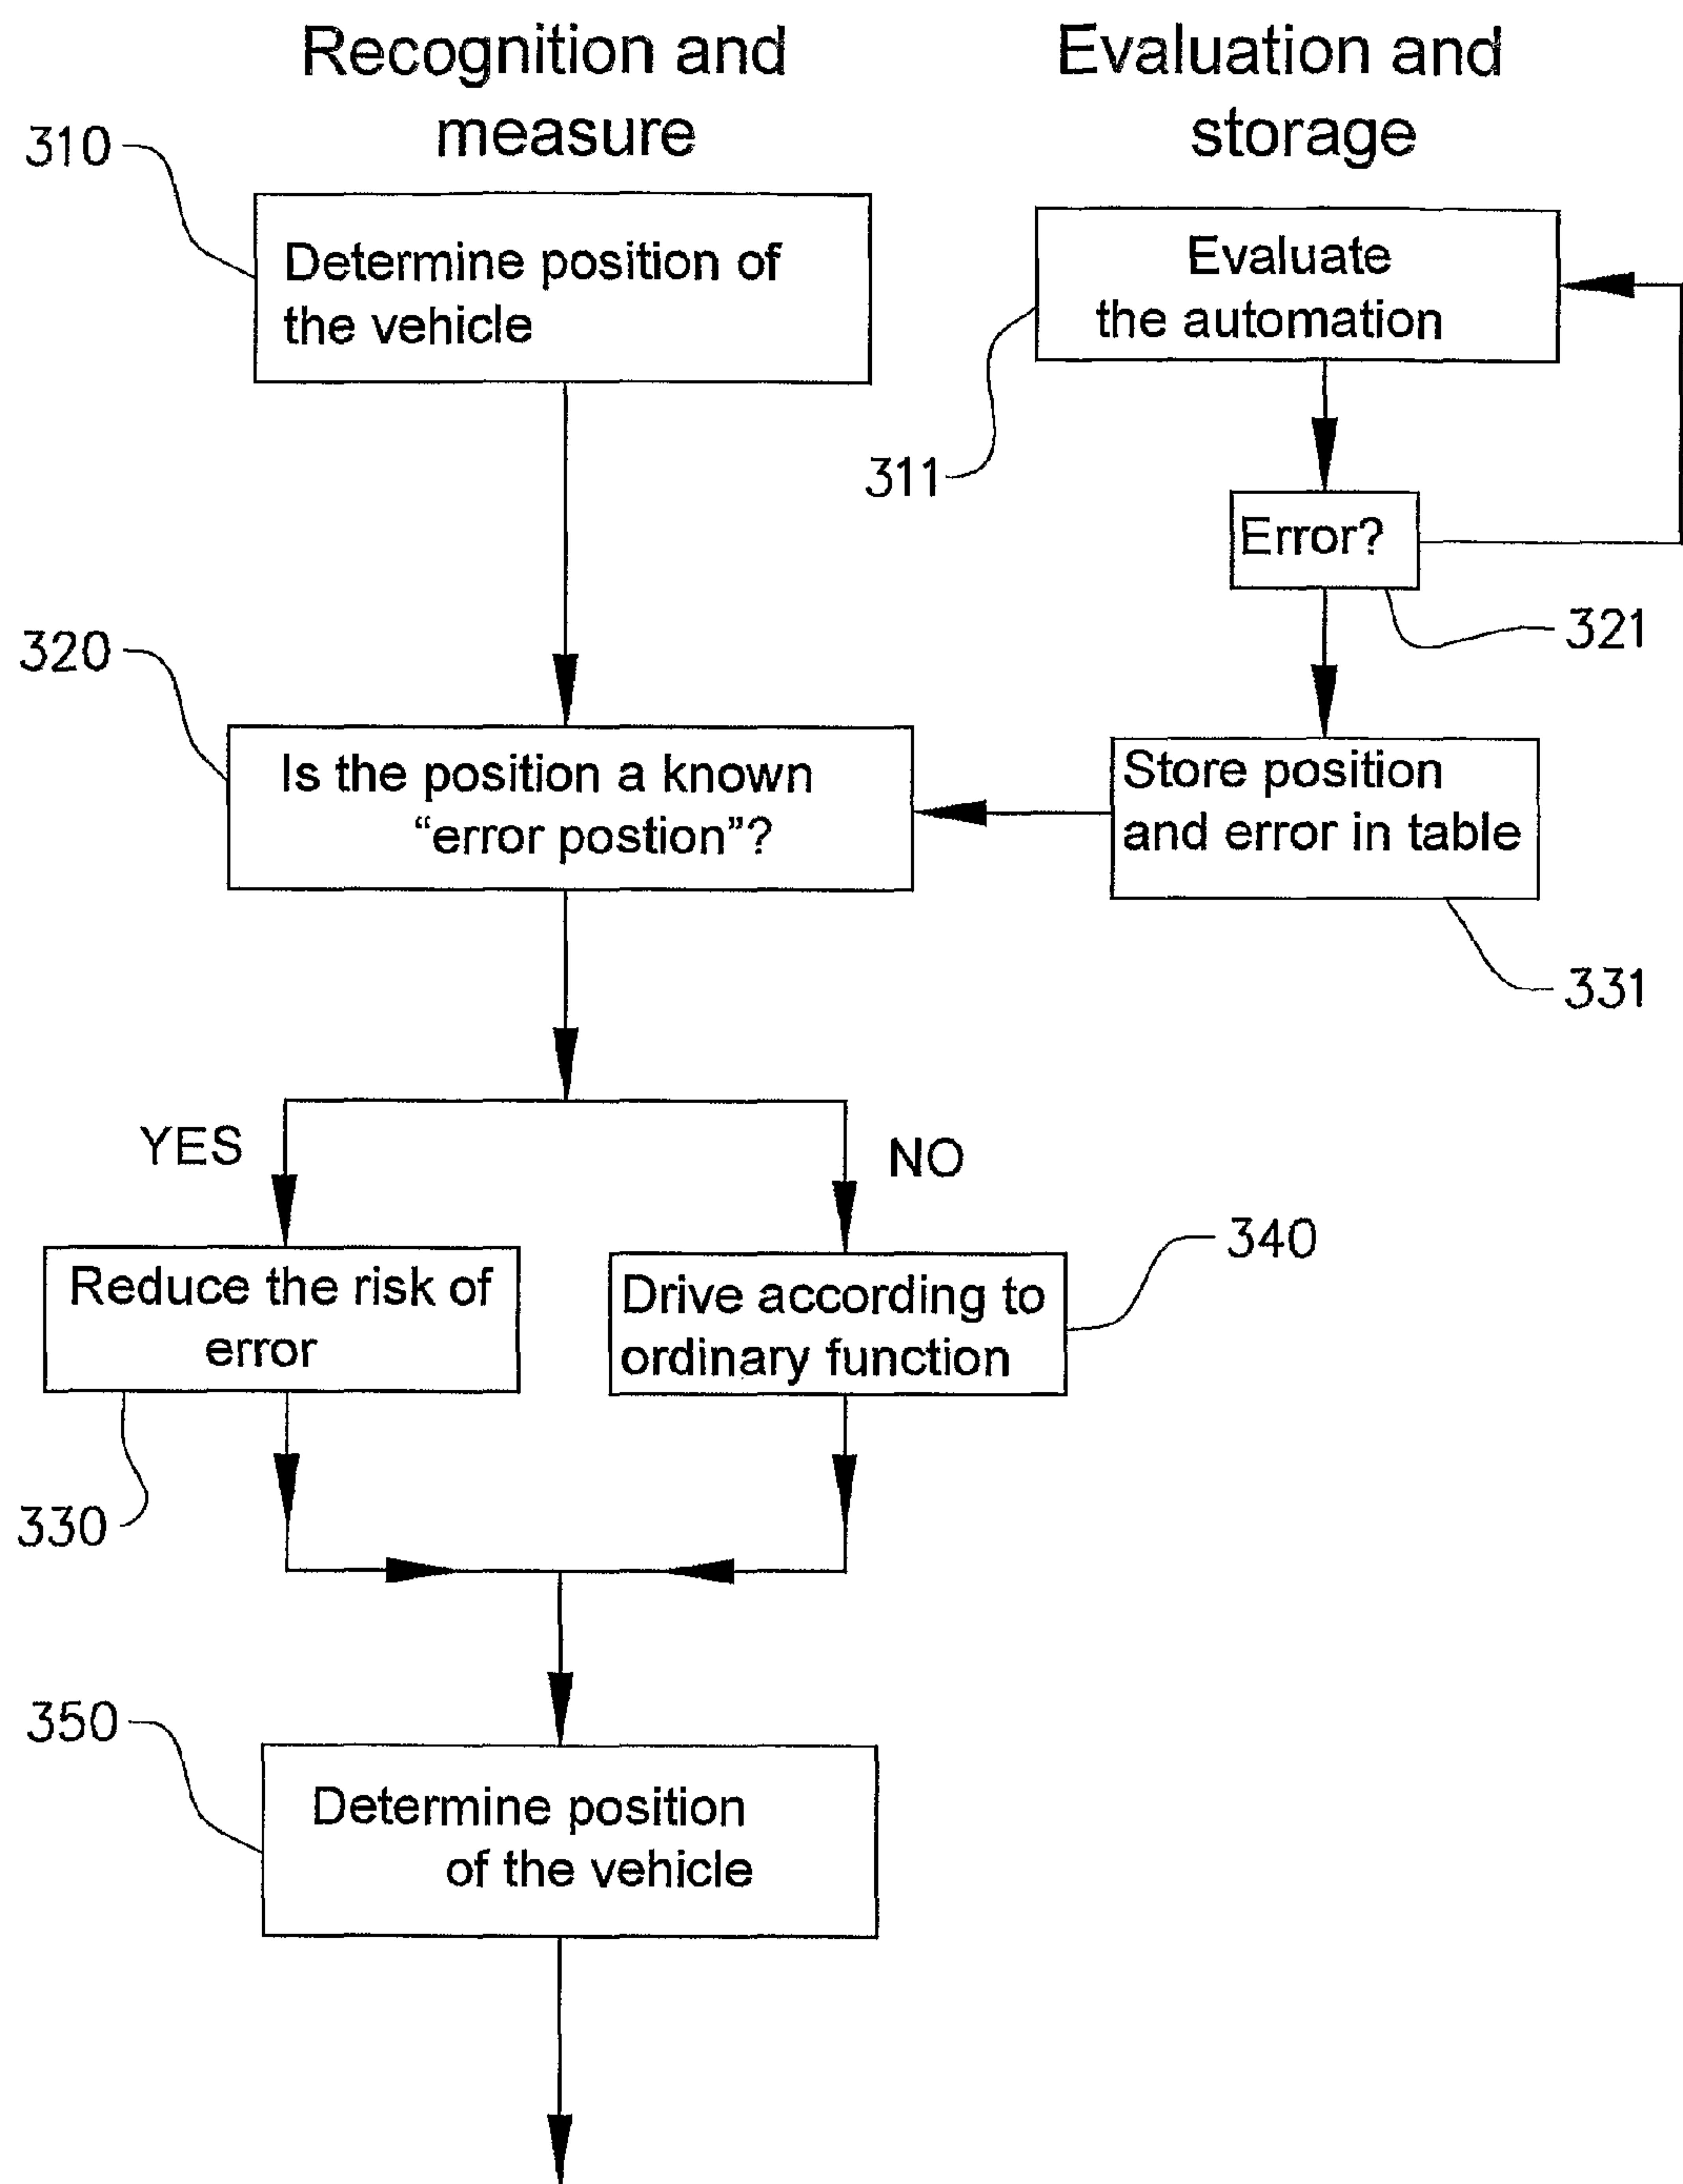 Recognition and
measure
Evaluation and
storage
310
Determine position of
the vehicle
Evaluate
the automation
311
Error?
321
320
Is the position a known
“error postion”?
Store position
and error in table
331
YES
NO
Reduce the risk of
error
340
Drive according to
ordinary function
330
350
Determine position
of the vehicle